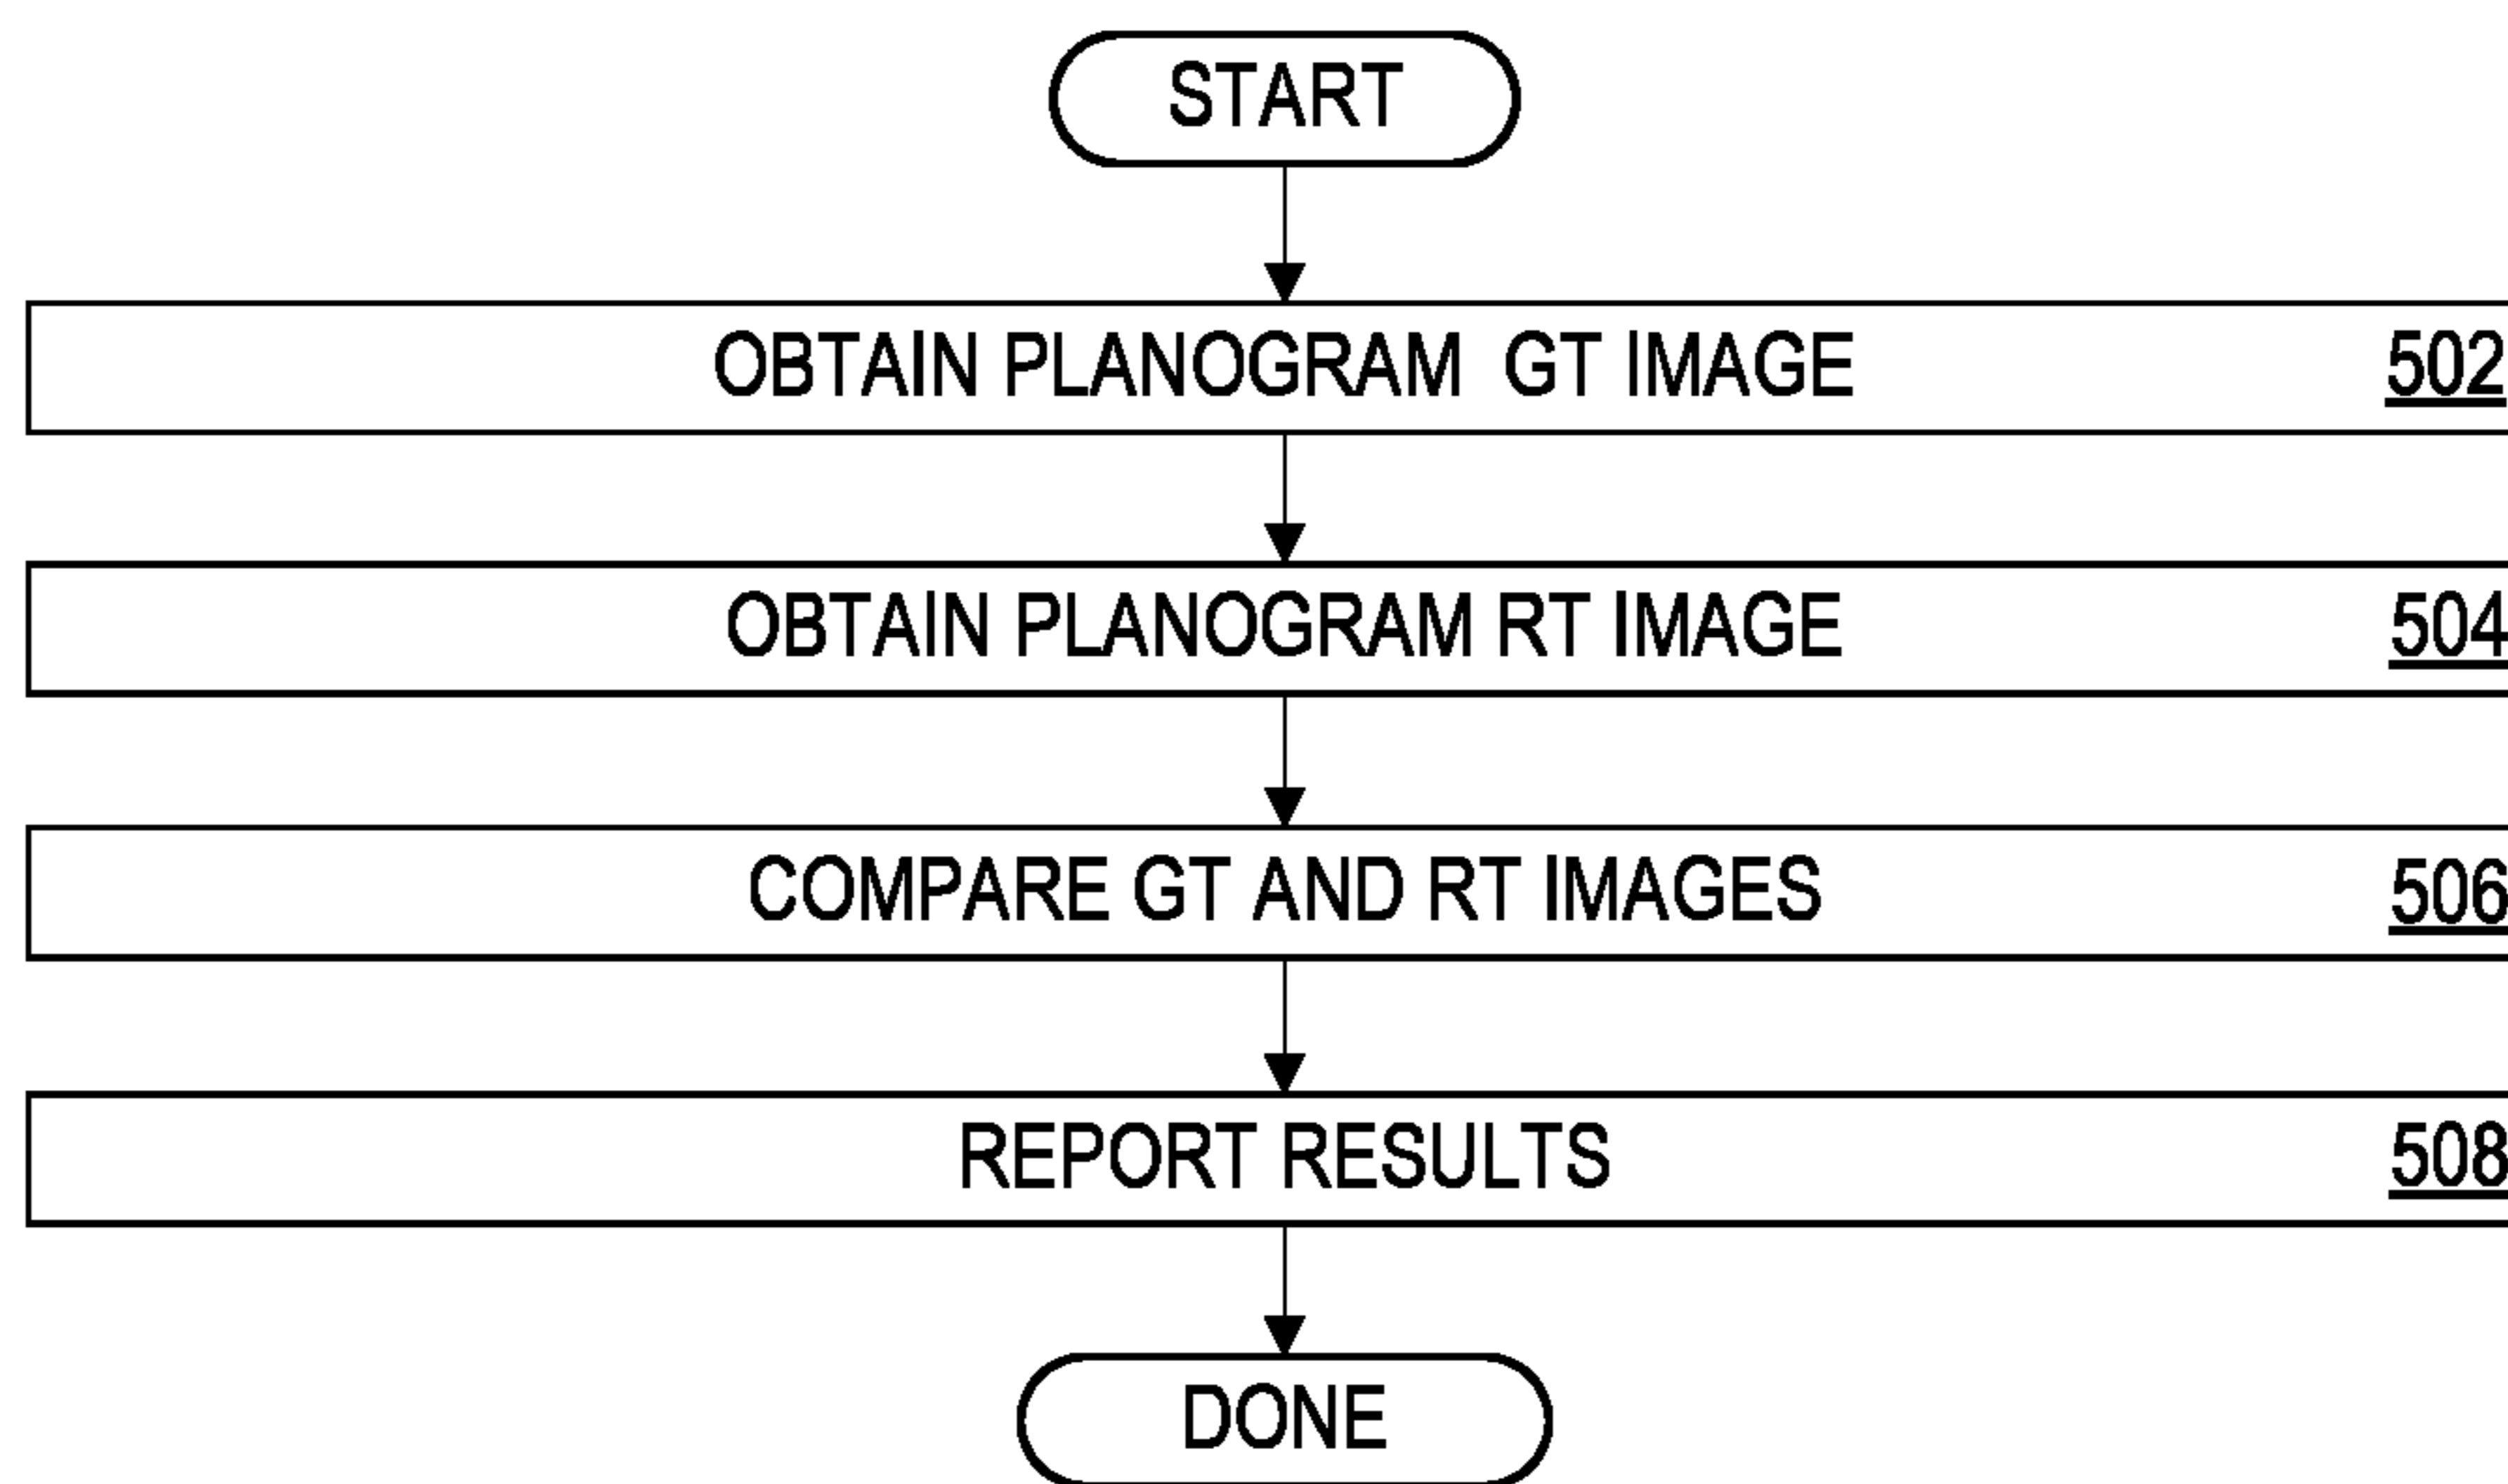 START
OBTAIN PLANOGRAM GT IMAGE 502
OBTAIN PLANOGRAM RT IMAGE 504
COMPARE GT AND RT IMAGES 506
REPORT RESULTS 508
DONE